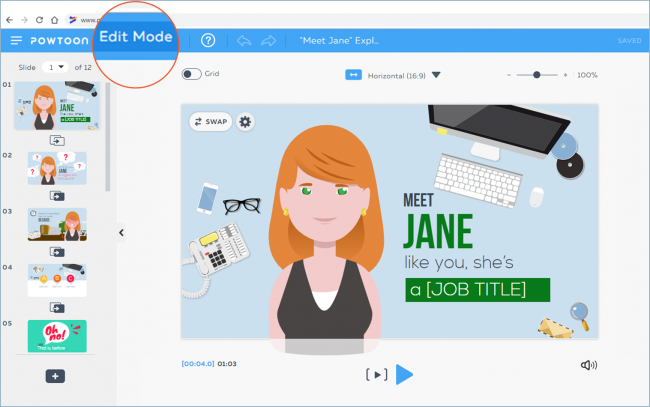 www.p
POWTOON
Edit Mode
?
"Meet Jane" Expl...
SAVED
Slide 1 of 12
Grid
Horizontal (16:9)
- + 100%
01
MEET
JANE
like you, she's
a [JOB TITLE]
02
? ? ?
03
04
A B C
05
Oh
no!
This is before
+
SWAP
MEET
JANE
like you, she's
a [JOB TITLE]
[00:04.0] 01:03